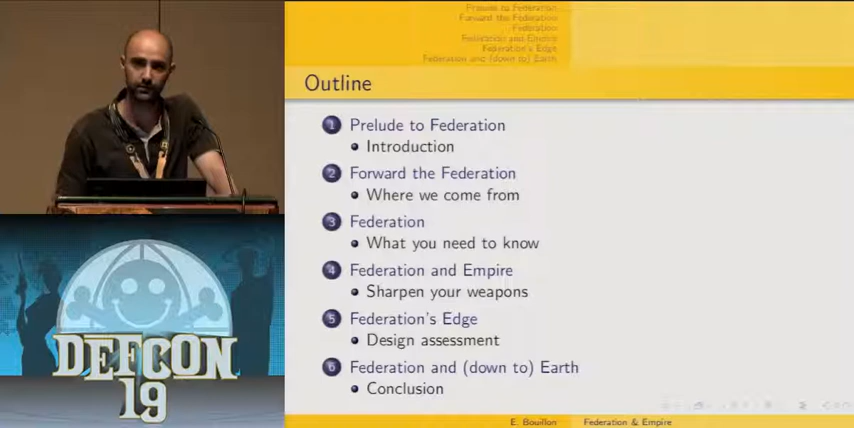 Prelude to Federation
Forward the Federation
Federation
Federation and Empire
Federation's Edge
Federation and (down to) Earth
Outline
1 Prelude to Federation
Introduction
2 Forward the Federation
Where we come from
3 Federation
What you need to know
4 Federation and Empire
Sharpen your weapons
5 Federation's Edge
Design assessment
6 Federation and (down to) Earth
Conclusion
E. Bouillon
Federation & Empire
DEFCON
19